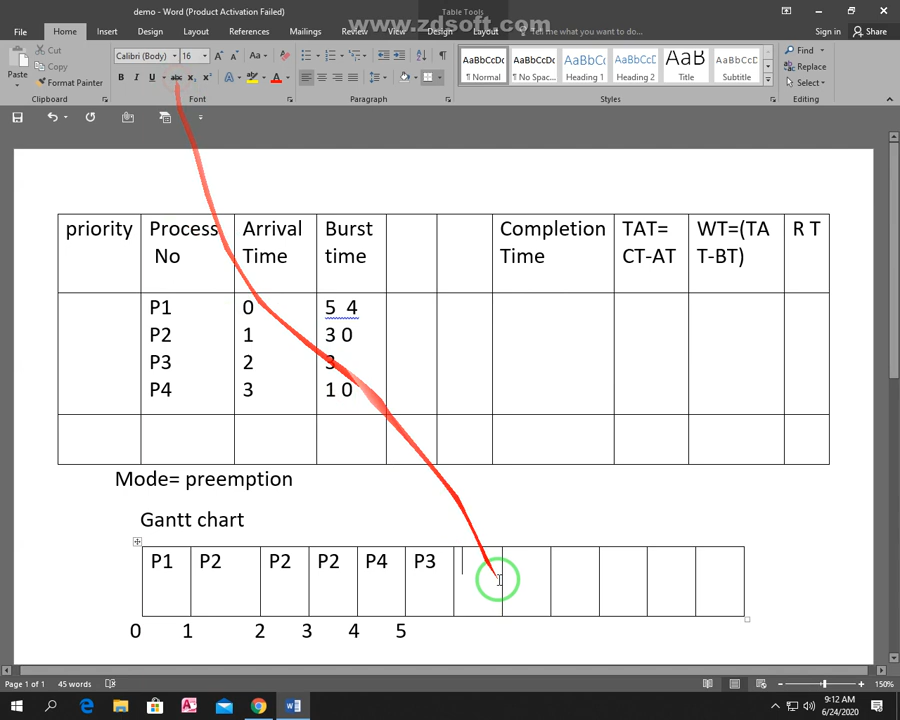 demo - Word (Product Activation Failed)
Table Tools
www.zdsoft.com
File Home Insert Design Layout References Mailings Review View Design Layout Tell me what you want to do... Sign in Share
Cut
Copy
Format Painter
Paste
Calibri (Body) 16
Clipboard Font Paragraph Styles Editing
AaBbCcDc AaBbCcDc AaBbCc AaBbCcC AaBb AaBbCcC
¶ Normal ¶ No Spac... Heading 1 Heading 2 Title Subtitle
Find
Replace
Select
priority Process No Arrival Time Burst time Completion Time TAT= CT-AT WT=(TA T-BT) R T
P1 0 5 4
P2 1 3 0
P3 2 3
P4 3 1 0
Mode= preemption
Gantt chart
P1 P2 P2 P2 P4 P3
0 1 2 3 4 5
Page 1 of 1 45 words 150%
9:12 AM
6/24/2020